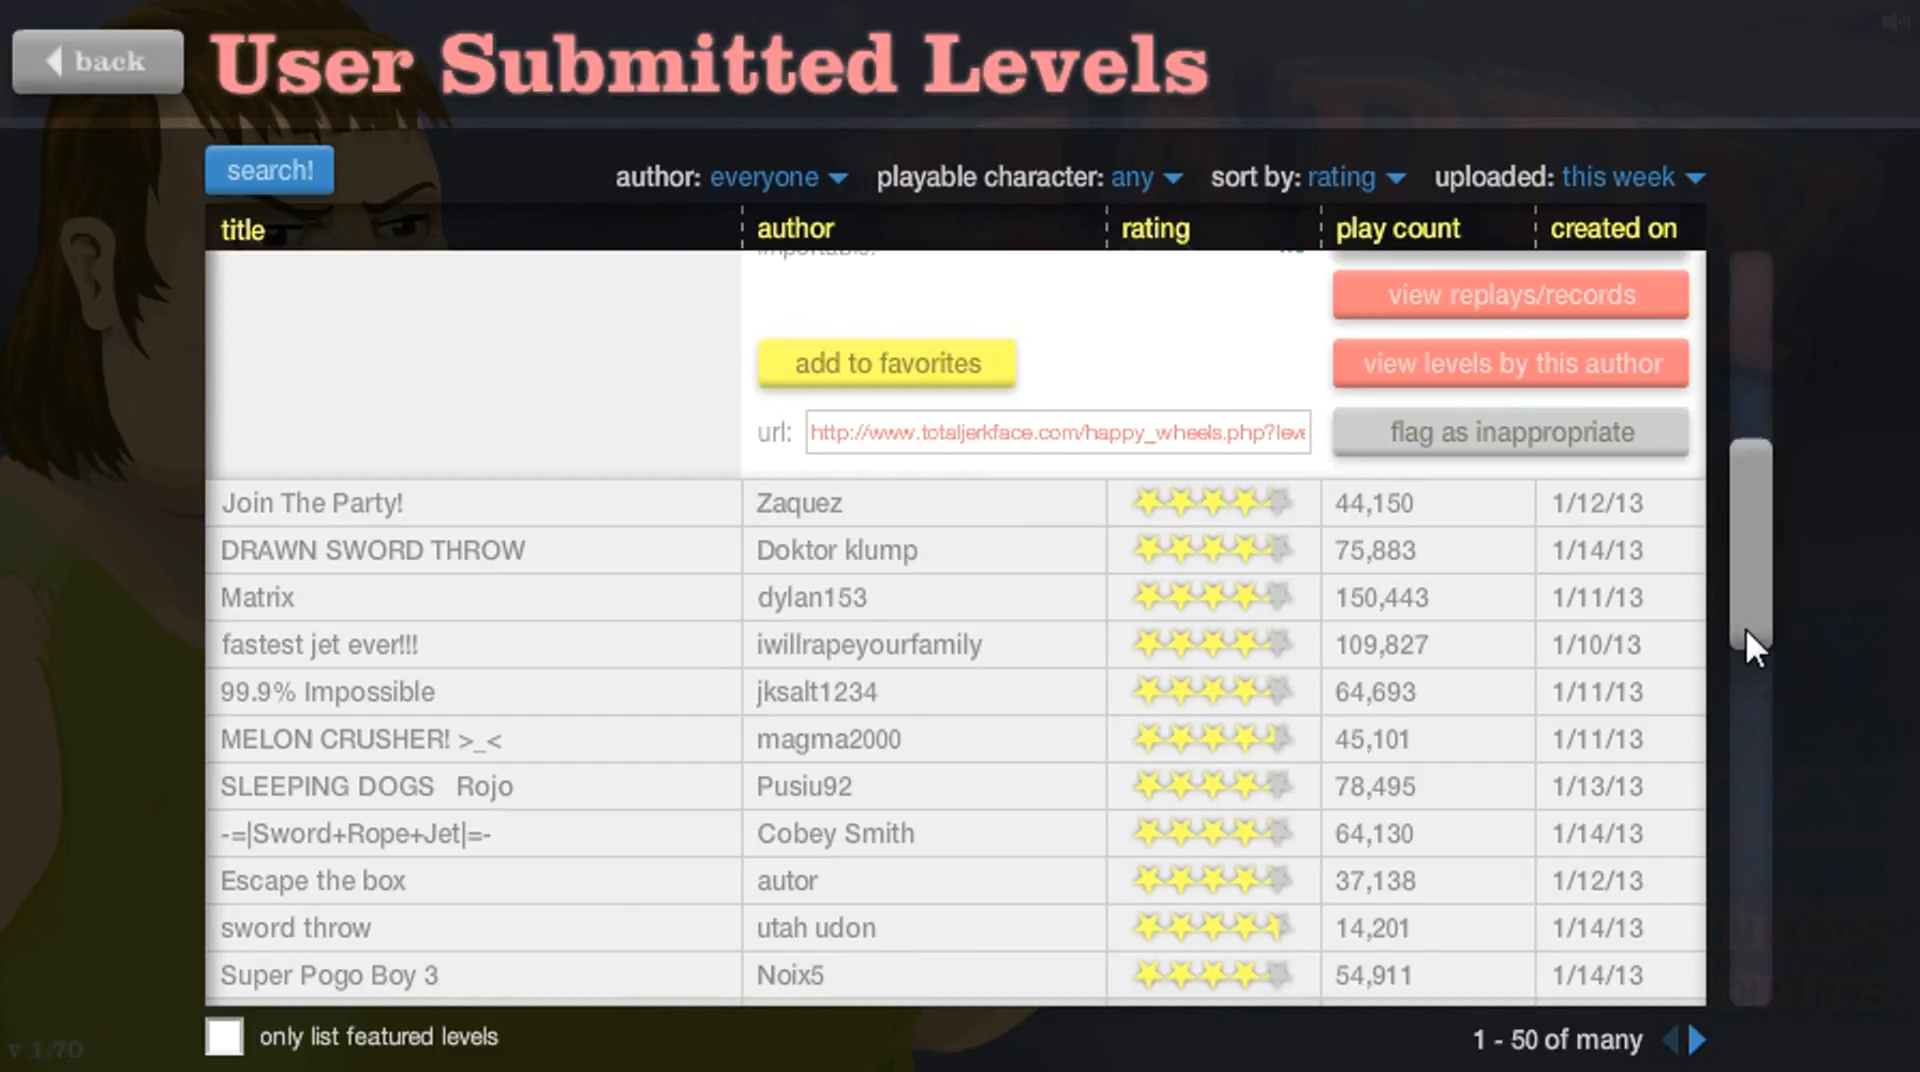 back
User Submitted Levels
search!
author: everyone playable character: any sort by: rating uploaded: this week
title author rating play count created on
view replays/records
add to favorites view levels by this author
url: http://www.totaljerkface.com/happy_wheels.php?leve flag as inappropriate
Join The Party! Zaquez 44,150 1/12/13
DRAWN SWORD THROW Doktor klump 75,883 1/14/13
Matrix dylan153 150,443 1/11/13
fastest jet ever!!! iwillrapeyourfamily 109,827 1/10/13
99.9% Impossible jksalt1234 64,693 1/11/13
MELON CRUSHER! >_< magma2000 45,101 1/11/13
SLEEPING DOGS Rojo Pusiu92 78,495 1/13/13
-=|Sword+Rope+Jet|=- Cobey Smith 64,130 1/14/13
Escape the box autor 37,138 1/12/13
sword throw utah udon 14,201 1/14/13
Super Pogo Boy 3 Noix5 54,911 1/14/13
only list featured levels 1 - 50 of many
v 1.70